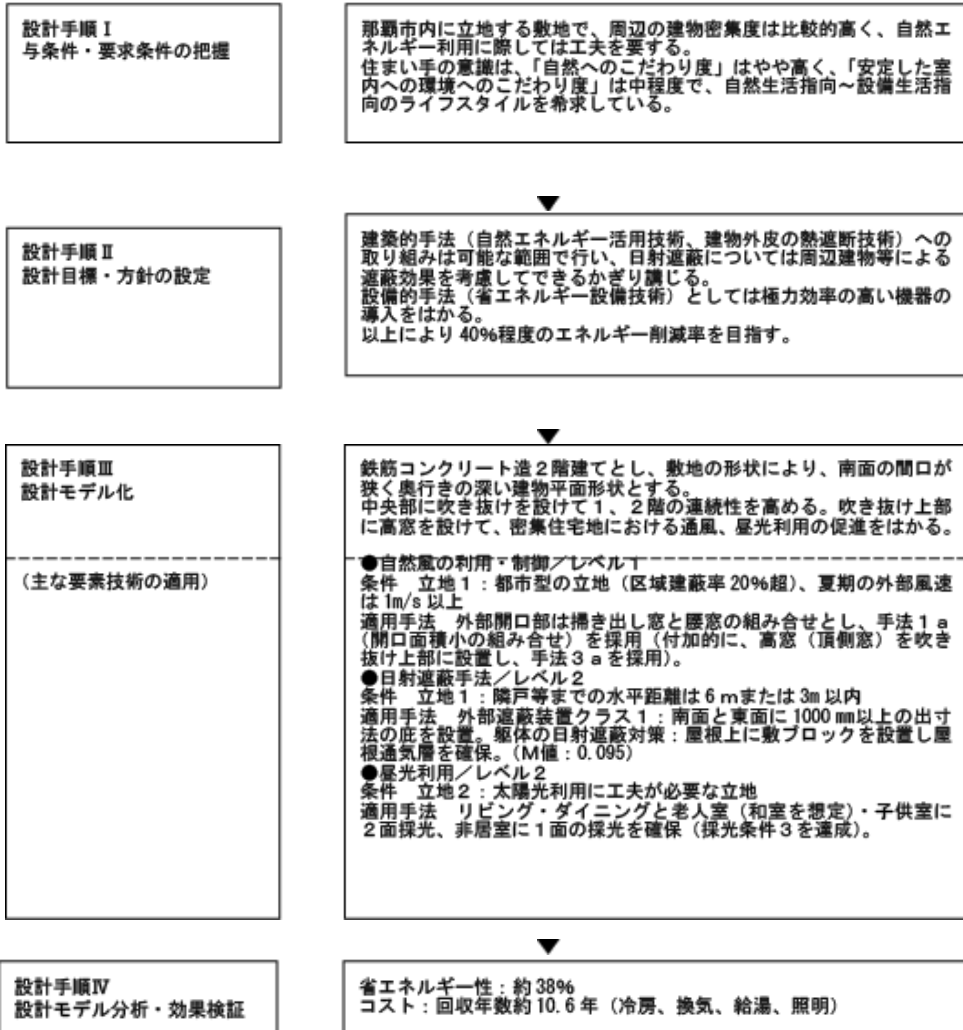 設計手順Ⅰ
与条件・要求条件の把握
那覇市内に立地する敷地で、周辺の建物密集度は比較的高く、自然エ
ネルギー利用に際しては工夫を要する。
住まい手の意識は、「自然へのこだわり度」はやや高く、「安定した室
内への環境へのこだわり度」は中程度で、自然生活指向～設備生活指
向のライフスタイルを希求している。
▼
設計手順Ⅱ
設計目標・方針の設定
建築的手法（自然エネルギー活用技術、建物外皮の熱遮断技術）への
取り組みは可能な範囲で行い、日射遮蔽については周辺建物等による
遮蔽効果を考慮してできるかぎり講じる。
設備的手法（省エネルギー設備技術）としては極力効率の高い機器の
導入をはかる。
以上により 40%程度のエネルギー削減率を目指す。
▼
設計手順Ⅲ
設計モデル化
鉄筋コンクリート造２階建てとし、敷地の形状により、南面の間口が
狭く奥行きの深い建物平面形状とする。
中央部に吹き抜けを設けて１、２階の連続性を高める。吹き抜け上部
に高窓を設けて、密集住宅地における通風、昼光利用の促進をはかる。
（主な要素技術の適用）
●自然風の利用・制御／レベル１
条件　立地１：都市型の立地（区域建蔽率 20%超）、夏期の外部風速
は 1m/s 以上
適用手法　外部開口部は掃き出し窓と腰窓の組み合せとし、手法１ａ
（開口面積小の組み合せ）を採用（付加的に、高窓（頂側窓）を吹き
抜け上部に設置し、手法３ａを採用）。
●日射遮蔽手法／レベル２
条件　立地１：隣戸等までの水平距離は 6 ｍまたは 3m 以内
適用手法　外部遮蔽装置クラス１：南面と東面に 1000 ㎜以上の出寸
法の庇を設置。躯体の日射遮蔽対策：屋根上に敷ブロックを設置し屋
根通気層を確保。（M値：0.095）
●昼光利用／レベル２
条件　立地２：太陽光利用に工夫が必要な立地
適用手法　リビング・ダイニングと老人室（和室を想定）・子供室に
２面採光、非居室に１面の採光を確保（採光条件３を達成）。
▼
設計手順Ⅳ
設計モデル分析・効果検証
省エネルギー性：約 38%
コスト：回収年数約 10.6 年（冷房、換気、給湯、照明）